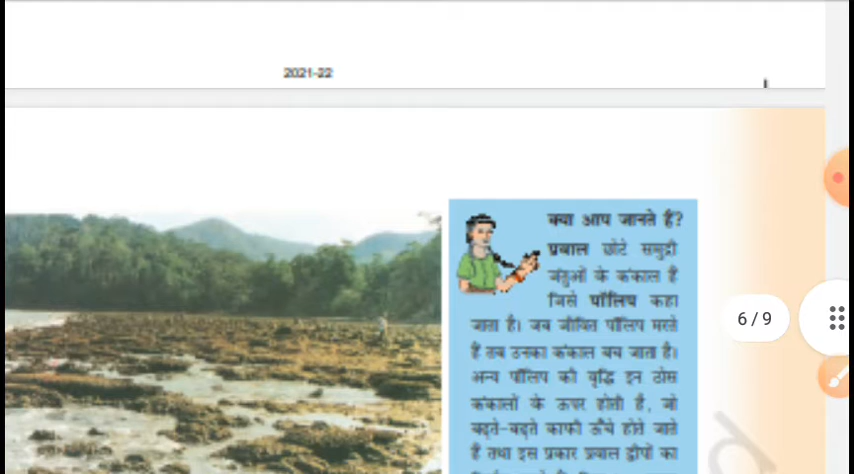 2021-22
क्या आप जानते हैं?
प्रवाल छोटे समुद्री
जंतुओं के कंकाल हैं
जिसे पॉलिप कहा
जाता है। जब जीवित पॉलिप मरते
हैं तब उनका कंकाल बच जाता है।
अन्य पॉलिप की वृद्धि इन ठोस
कंकालों के ऊपर होती है, जो
बढ़ते-बढ़ते काफी ऊँचे होते जाते
हैं तथा इस प्रकार प्रवाल द्वीपों का
6/9